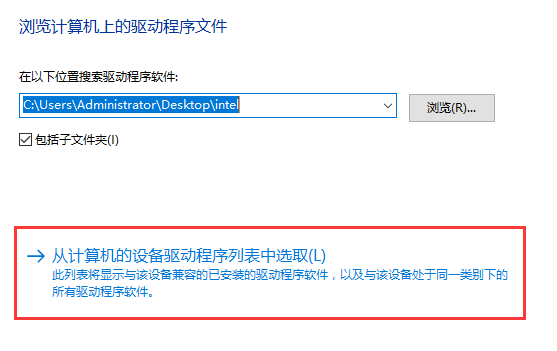 浏览计算机上的驱动程序文件
在以下位置搜索驱动程序软件:
C:\Users\Administrator\Desktop\intel
浏览(R)...
包括子文件夹(I)
从计算机的设备驱动程序列表中选取(L)
此列表将显示与该设备兼容的已安装的驱动程序软件，以及与该设备处于同一类别下的
所有驱动程序软件。